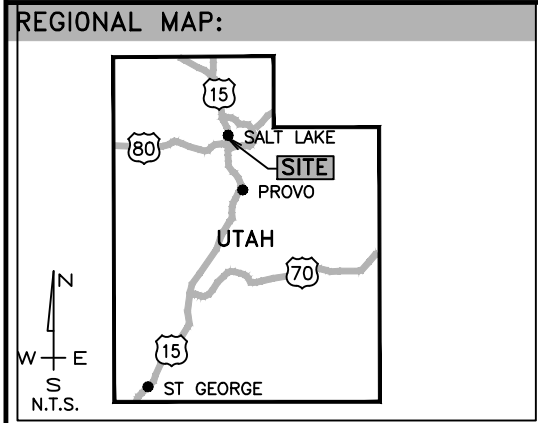 REGIONAL MAP:
15
SALT LAKE
80
SITE
PROVO
UTAH
70
N
15
W E
S
ST GEORGE
N.T.S.